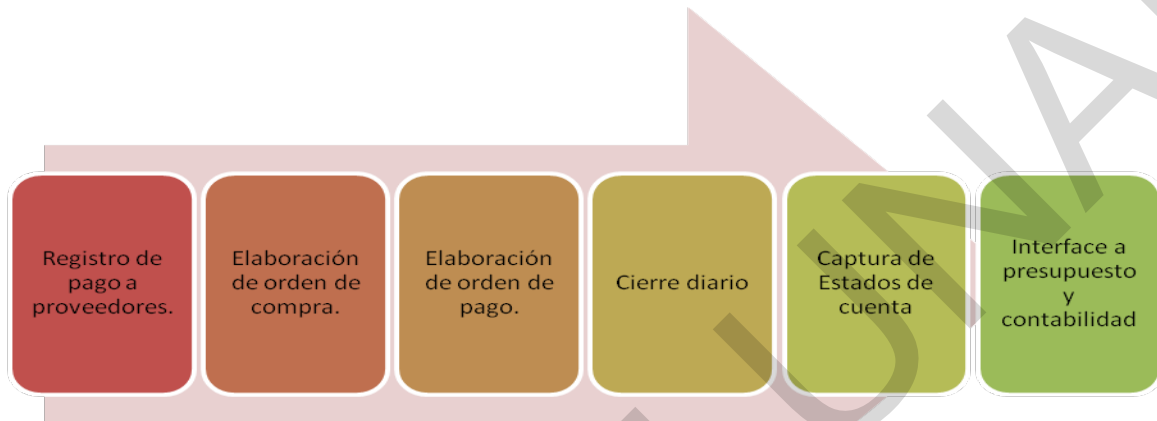 Registro de
pago a
proveedores.
Elaboración
de orden de
compra.
Elaboración
de orden de
pago.
Cierre diario
Captura de
Estados de
cuenta
Interface a
presupuesto
y
contabilidad